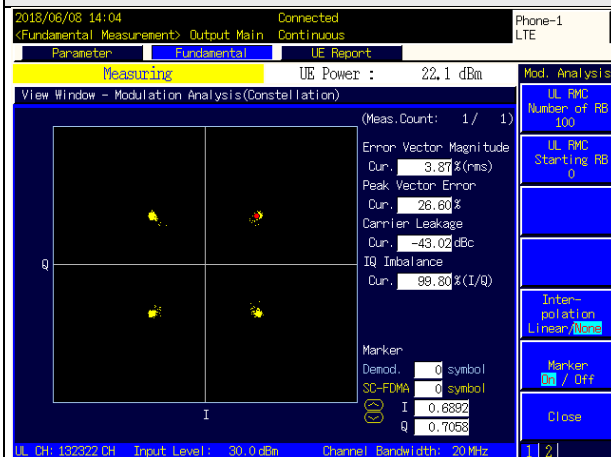 2018/06/08 14:04 Connected Phone-1
<Fundamental Measurement> Output Main Continuous LTE
Parameter Fundamental UE Report
Measuring UE Power : 22.1 dBm Mod. Analysis
View Window - Modulation Analysis(Constellation)
UL RMC
Number of RB
100
(Meas.Count: 1/ 1)
Error Vector Magnitude
Cur. 3.87 %(rms)
Peak Vector Error
Cur. 26.60 %
Carrier Leakage
Cur. -43.02 dBc
IQ Imbalance
Cur. 99.80 %(I/Q)
UL RMC
Starting RB
0
Q
I
Inter-
polation
Linear/None
Marker
Demod. 0 symbol
SC-FDMA 0 symbol
I 0.6892
Q 0.7058
Marker
On / Off
Close
UL CH: 132322 CH Input Level: 30.0 dBm Channel Bandwidth: 20 MHz 1 2